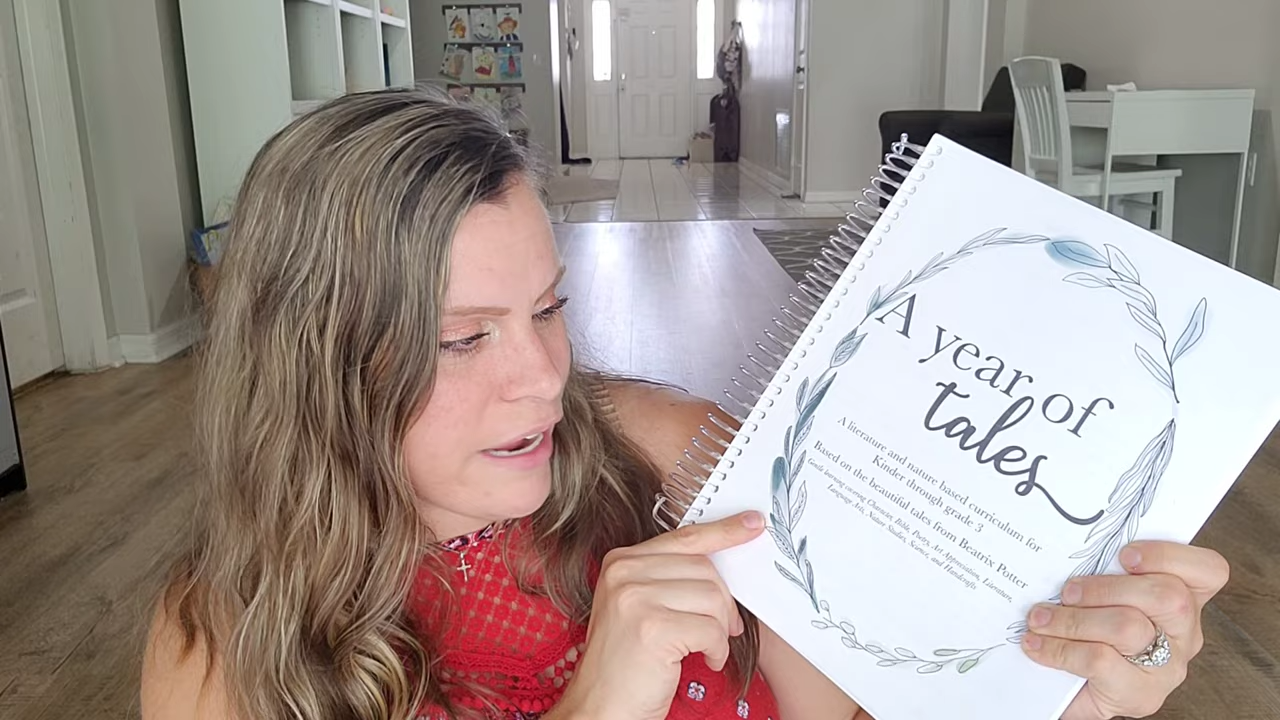 A year of
tales
A literature and nature based curriculum for
Kinder through grade 3
Based on the beautiful tales from Beatrix Potter
Gentle learning covering Character, Bible, Poetry, Art Appreciation, Literature,
Language Arts, Nature Studies, Science, and Handcrafts